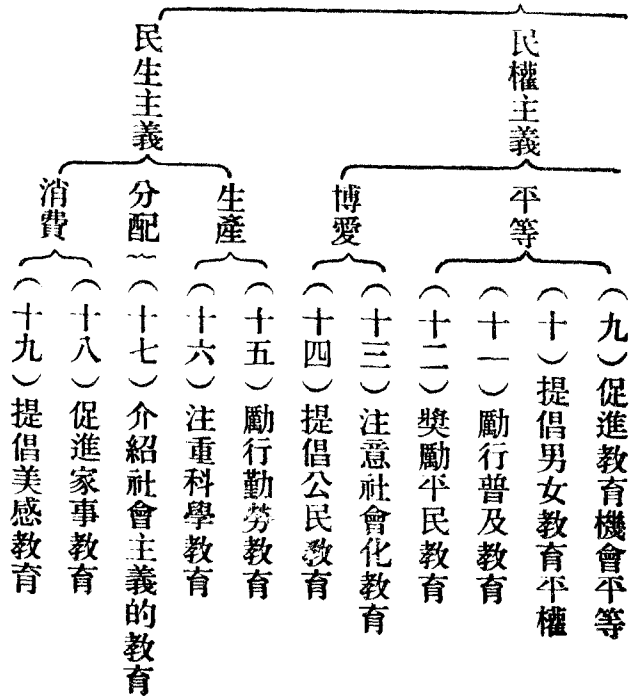 民權主義
平等
（九）促進教育機會平等
（十）提倡男女教育平權
（十一）勵行普及教育
（十二）獎勵平民教育
博愛
（十三）注意社會化教育
（十四）提倡公民教育
民生主義
生產
（十五）勵行勤勞教育
（十六）注重科學教育
分配
（十七）介紹社會主義的教育
消費
（十八）促進家事教育
（十九）提倡美感教育